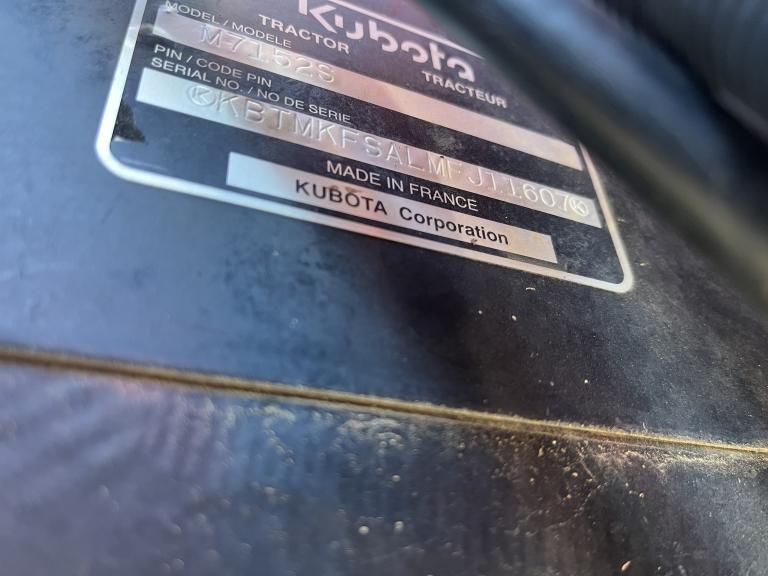 Kubota
TRACTOR
TRACTEUR
MODEL / MODELE
M7152S
PIN / CODE PIN
SERIAL NO. / NO DE SERIE
KBTMKFSALMFJ11607
MADE IN FRANCE
KUBOTA Corporation